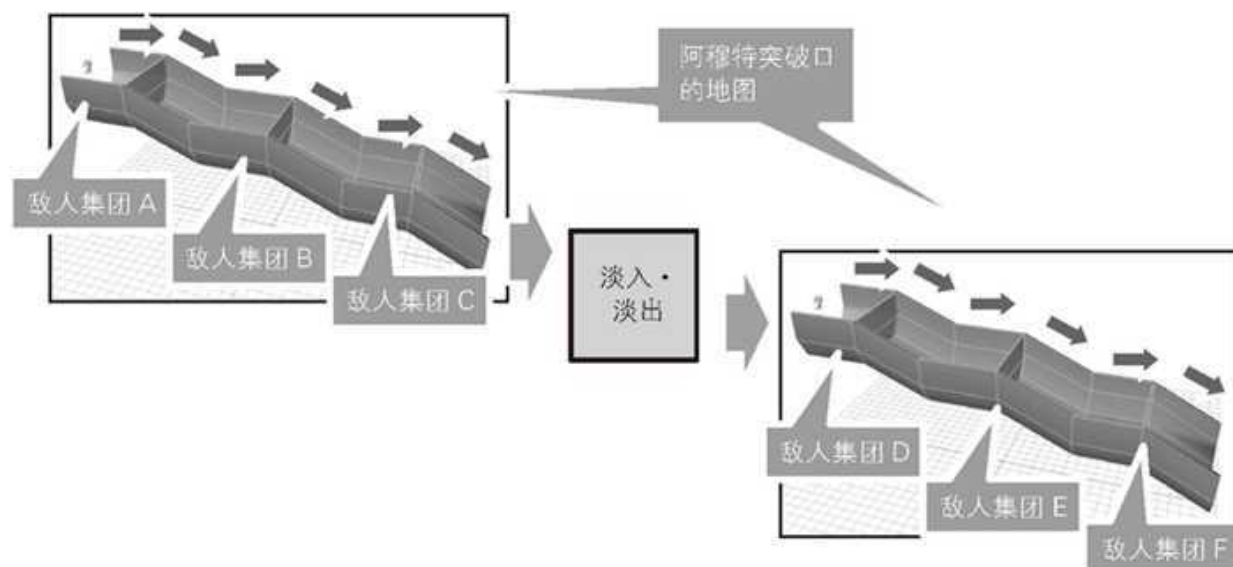 阿穆特突破口
的地图
敌人集团 A
敌人集团 B
敌人集团 C
淡入・
淡出
敌人集团 D
敌人集团 E
敌人集团 F